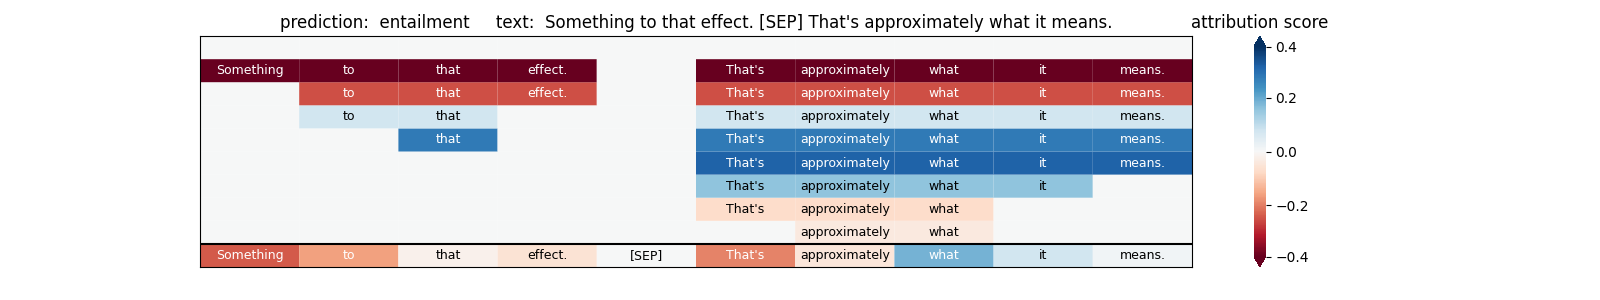 prediction: entailment text: Something to that effect. [SEP] That's approximately what it means. attribution score
Something to that effect. That's approximately what it means.
to that effect. That's approximately what it means.
to that That's approximately what it means.
that That's approximately what it means.
That's approximately what it means.
That's approximately what it
That's approximately what
approximately what
Something to that effect. [SEP] That's approximately what it means.
0.4
0.2
0.0
−0.2
−0.4